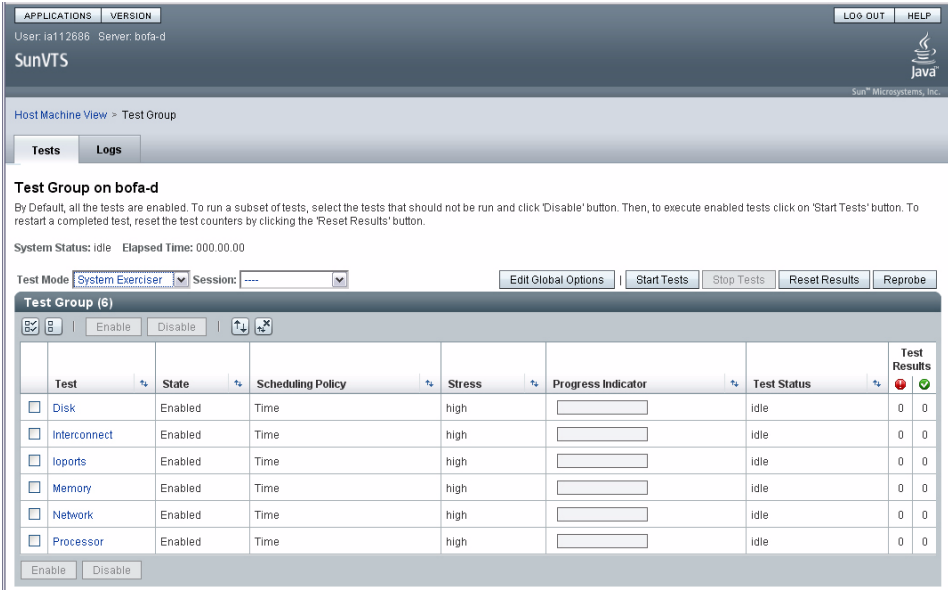 APPLICATIONS VERSION LOG OUT HELP
User: ia112686 Server: bofa-d
SunVTS
Java™
Sun™ Microsystems, Inc.
Host Machine View > Test Group
Tests Logs
Test Group on bofa-d
By Default, all the tests are enabled. To run a subset of tests, select the tests that should not be run and click 'Disable' button. Then, to execute enabled tests click on 'Start Tests' button. To
restart a completed test, reset the test counters by clicking the 'Reset Results' button.
System Status: idle Elapsed Time: 000.00.00
Test Mode System Exerciser Session: ---- Edit Global Options | Start Tests Stop Tests Reset Results Reprobe
Test Group (6)
Enable Disable
Test Results
Test State Scheduling Policy Stress Progress Indicator Test Status
Disk Enabled Time high idle 0 0
Interconnect Enabled Time high idle 0 0
Ioports Enabled Time high idle 0 0
Memory Enabled Time high idle 0 0
Network Enabled Time high idle 0 0
Processor Enabled Time high idle 0 0
Enable Disable